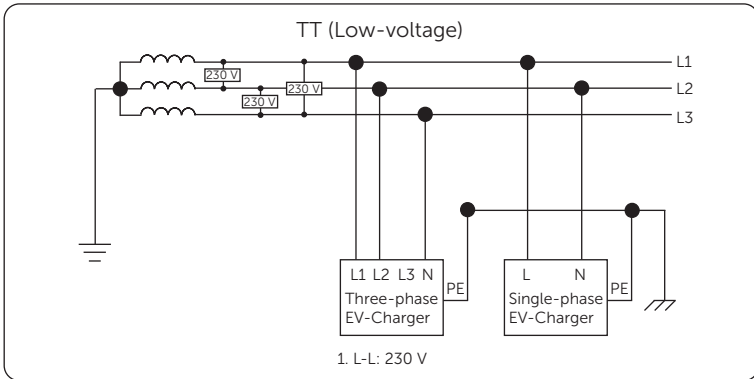 TT (Low-voltage)
L1
230 V
230 V
L2
230 V
L3
L1 L2 L3 N
PE
Three-phase
EV-Charger
L N
PE
Single-phase
EV-Charger
1. L-L: 230 V